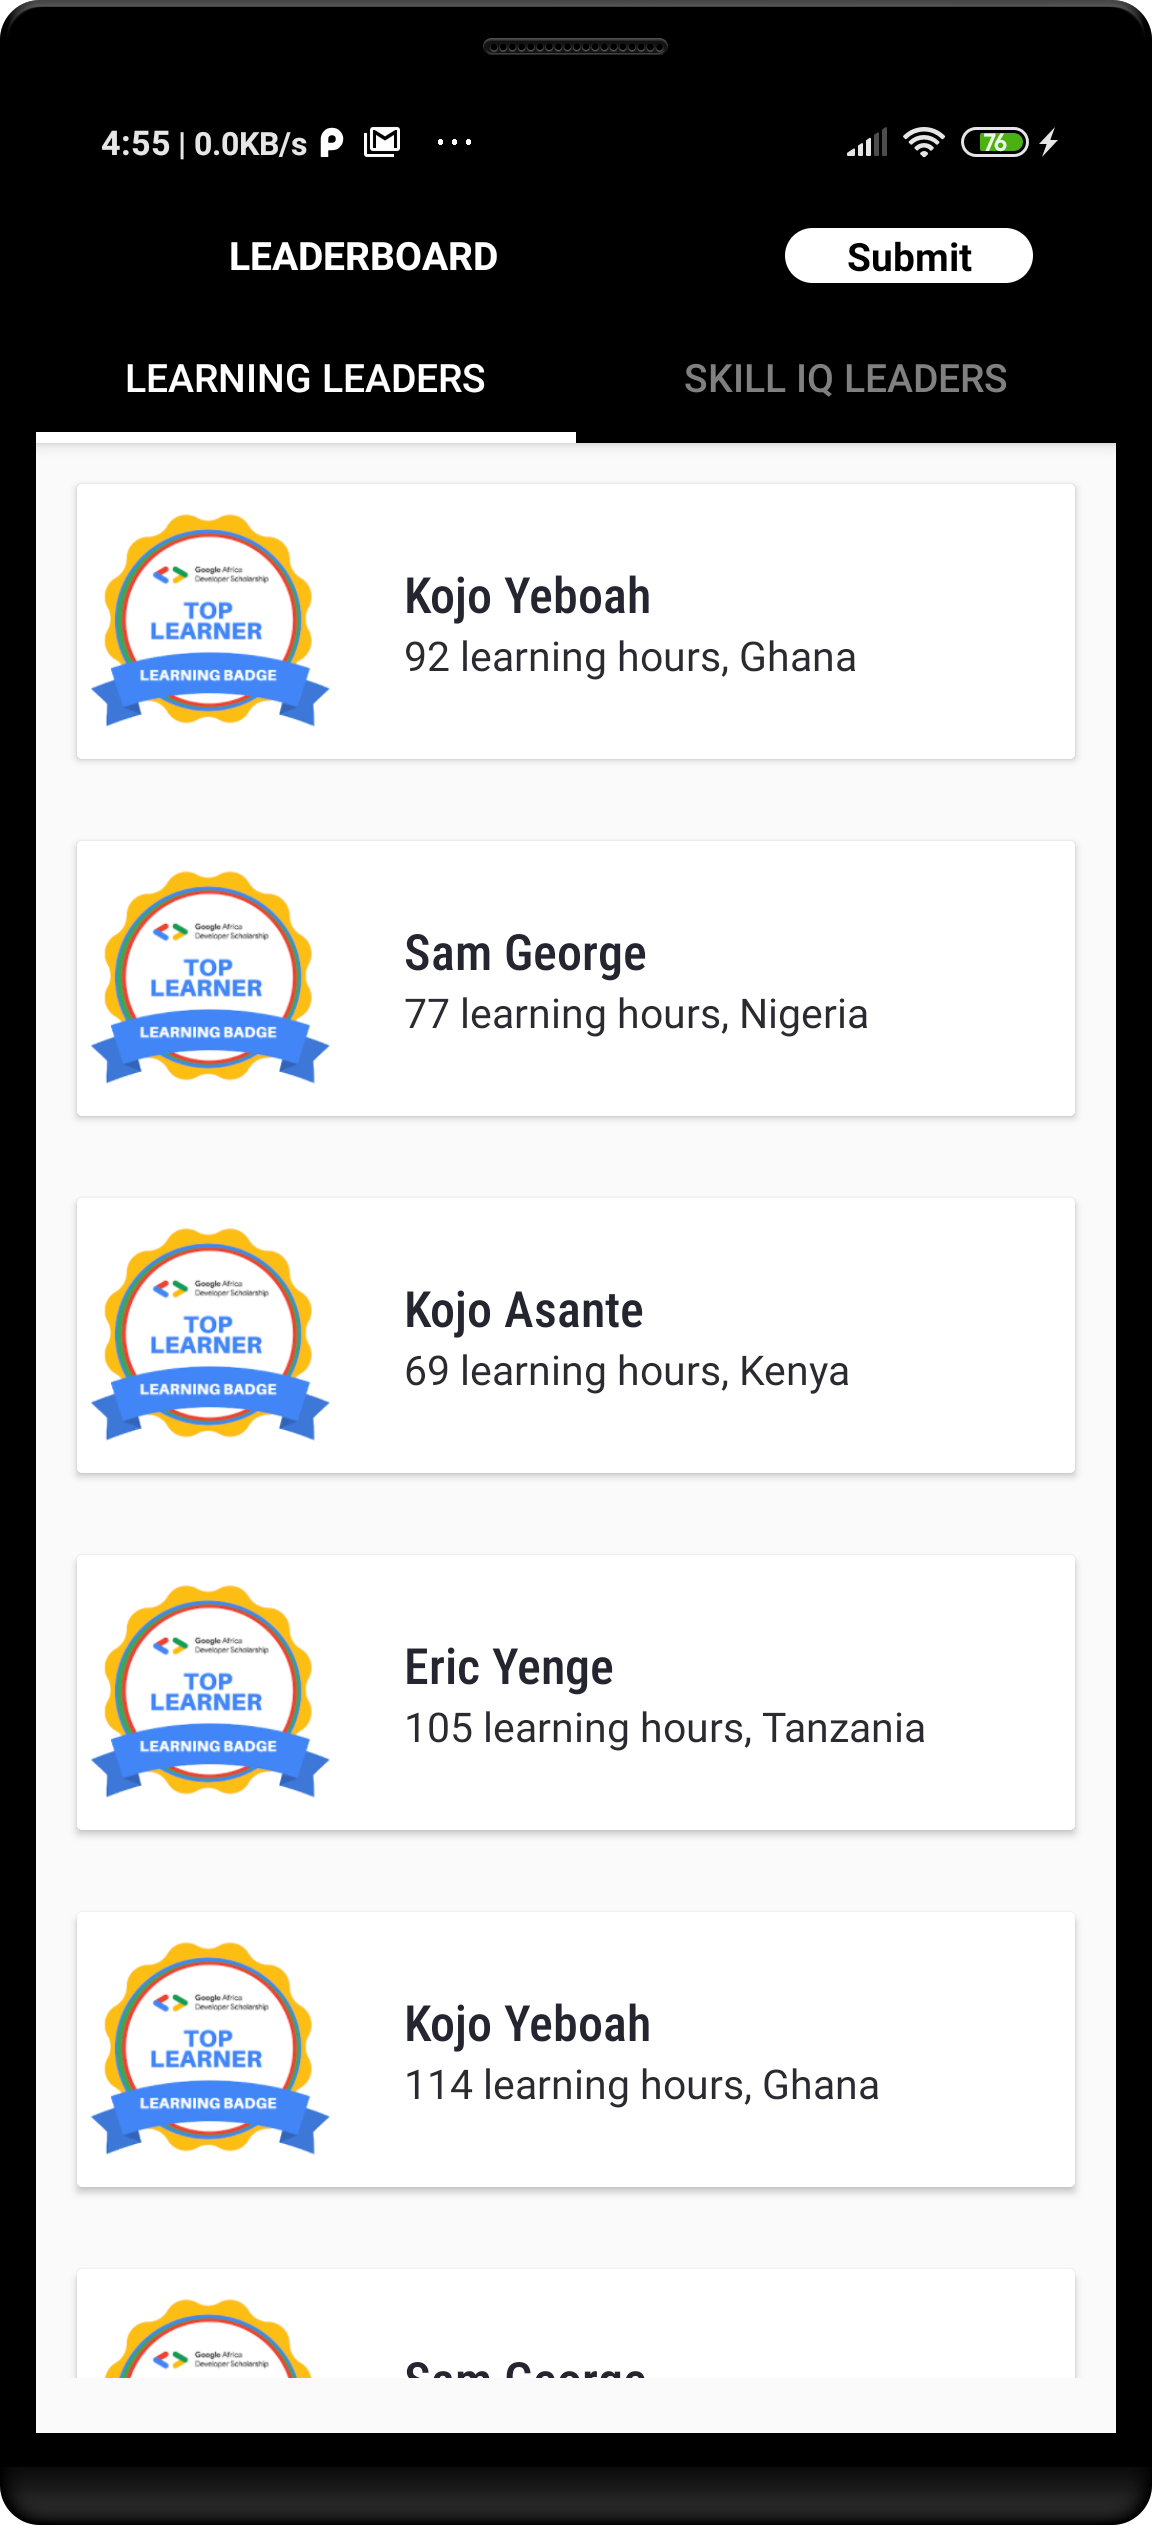 4:55 | 0.0KB/s
76
LEADERBOARD
Submit
LEARNING LEADERS
SKILL IQ LEADERS
Google Africa
Developer Scholarship
TOP
LEARNER
LEARNING BADGE
Kojo Yeboah
92 learning hours, Ghana
Google Africa
Developer Scholarship
TOP
LEARNER
LEARNING BADGE
Sam George
77 learning hours, Nigeria
Google Africa
Developer Scholarship
TOP
LEARNER
LEARNING BADGE
Kojo Asante
69 learning hours, Kenya
Google Africa
Developer Scholarship
TOP
LEARNER
LEARNING BADGE
Eric Yenge
105 learning hours, Tanzania
Google Africa
Developer Scholarship
TOP
LEARNER
LEARNING BADGE
Kojo Yeboah
114 learning hours, Ghana
Google Africa
Developer Scholarship
Sam George